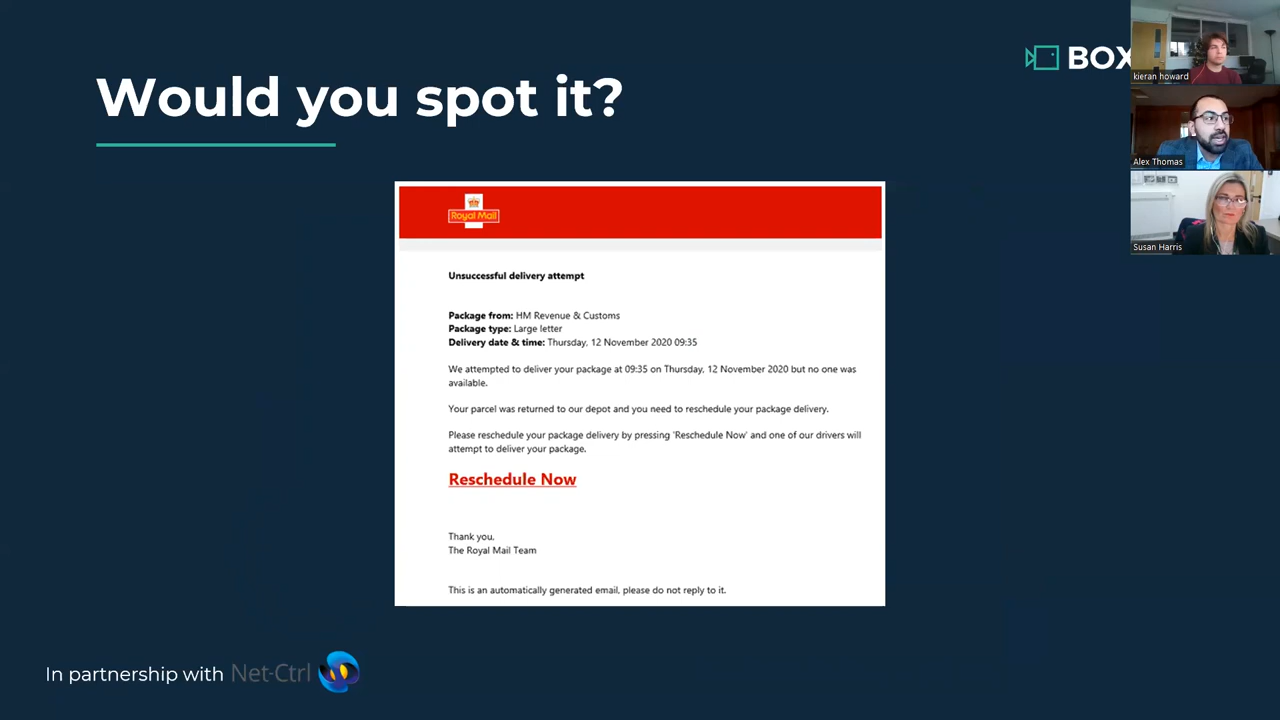 Would you spot it?
BOX
kieran howard
Alex Thomas
Susan Harris
Royal Mail
Unsuccessful delivery attempt
Package from: HM Revenue & Customs
Package type: Large letter
Delivery date & time: Thursday, 12 November 2020 09:35
We attempted to deliver your package at 09:35 on Thursday, 12 November 2020 but no one was
available.
Your parcel was returned to our depot and you need to reschedule your package delivery.
Please reschedule your package delivery by pressing 'Reschedule Now' and one of our drivers will
attempt to deliver your package.
Reschedule Now
Thank you,
The Royal Mail Team
This is an automatically generated email, please do not reply to it.
In partnership with Net-Ctrl